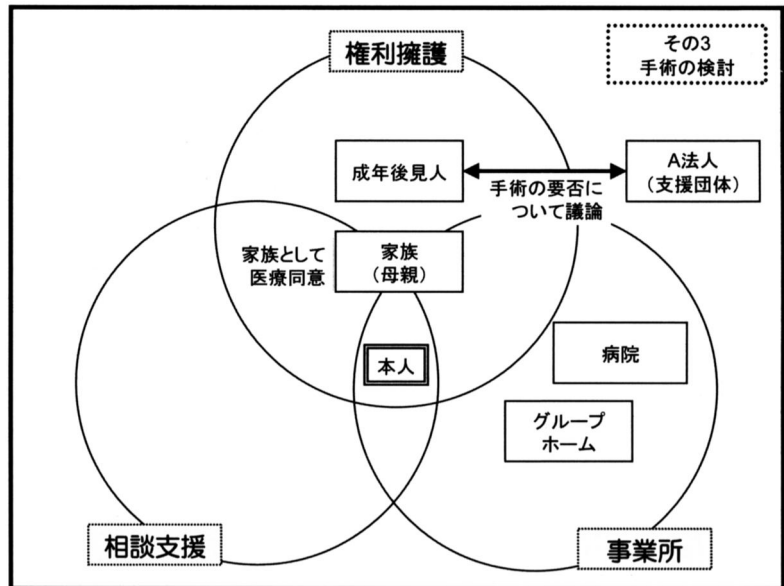 権利擁護
その3
手術の検討
成年後見人
A法人
(支援団体)
手術の要否に
ついて議論
家族として
医療同意
家族
(母親)
本人
病院
グループ
ホーム
相談支援
事業所